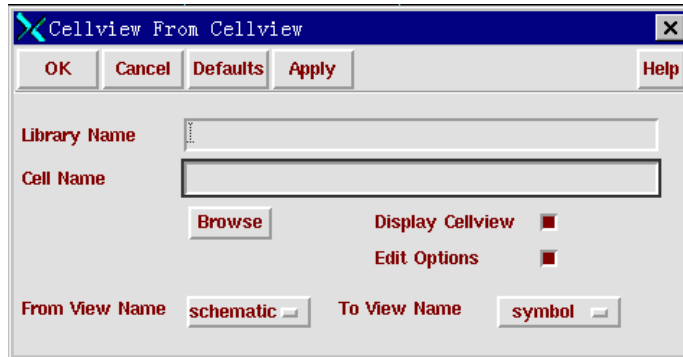 Cellview From Cellview
OK Cancel Defaults Apply Help
Library Name
Cell Name
Browse Display Cellview
Edit Options
From View Name schematic To View Name symbol